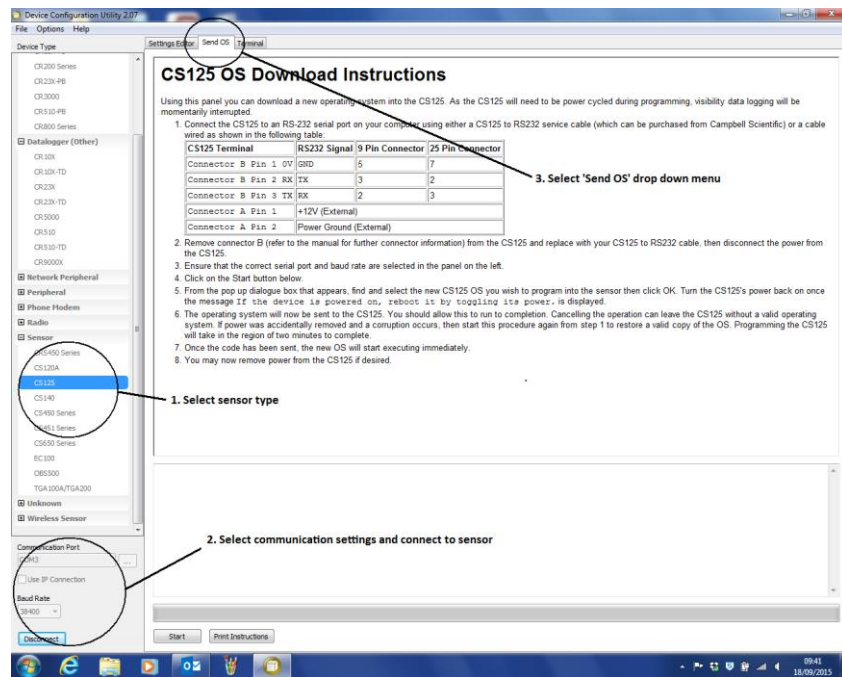 Device Configuration Utility 2.07
File Options Help
Device Type
CR200 Series
CR23X-PB
CR3000
CR510-PB
CR800 Series
Datalogger (Other)
CR10X
CR10X-TD
CR23X
CR23X-TD
CR5000
CR510
CR510-TD
CR9000X
Network Peripheral
Peripheral
Phone Modem
Radio
Sensor
CRS450 Series
CS120A
CS125
CS140
CS450 Series
CS451 Series
CS650 Series
EC100
OBS500
TGA100A/TGA200
Unknown
Wireless Sensor
Communication Port
COM3
...
Use IP Connection
Baud Rate
38400
Disconnect
Settings Editor Send OS Terminal
CS125 OS Download Instructions
Using this panel you can download a new operating system into the CS125. As the CS125 will need to be power cycled during programming, visibility data logging will be
momentarily interrupted.
1. Connect the CS125 to an RS-232 serial port on your computer using either a CS125 to RS232 service cable (which can be purchased from Campbell Scientific) or a cable
wired as shown in the following table:
CS125 Terminal RS232 Signal 9 Pin Connector 25 Pin Connector
Connector B Pin 1 0V GND 5 7
Connector B Pin 2 RX TX 3 2
Connector B Pin 3 TX RX 2 3
Connector A Pin 1 +12V (External)
Connector A Pin 2 Power Ground (External)
2. Remove connector B (refer to the manual for further connector information) from the CS125 and replace with your CS125 to RS232 cable, then disconnect the power from
the CS125.
3. Ensure that the correct serial port and baud rate are selected in the panel on the left.
4. Click on the Start button below.
5. From the pop up dialogue box that appears, find and select the new CS125 OS you wish to program into the sensor then click OK. Turn the CS125's power back on once
the message If the device is powered on, reboot it by toggling its power. is displayed.
6. The operating system will now be sent to the CS125. You should allow this to run to completion. Cancelling the operation can leave the CS125 without a valid operating
system. If power was accidentally removed and a corruption occurs, then start this procedure again from step 1 to restore a valid copy of the OS. Programming the CS125
will take in the region of two minutes to complete.
7. Once the code has been sent, the new OS will start executing immediately.
8. You may now remove power from the CS125 if desired.
3. Select 'Send OS' drop down menu
1. Select sensor type
2. Select communication settings and connect to sensor
Start Print Instructions
09:41
18/09/2015